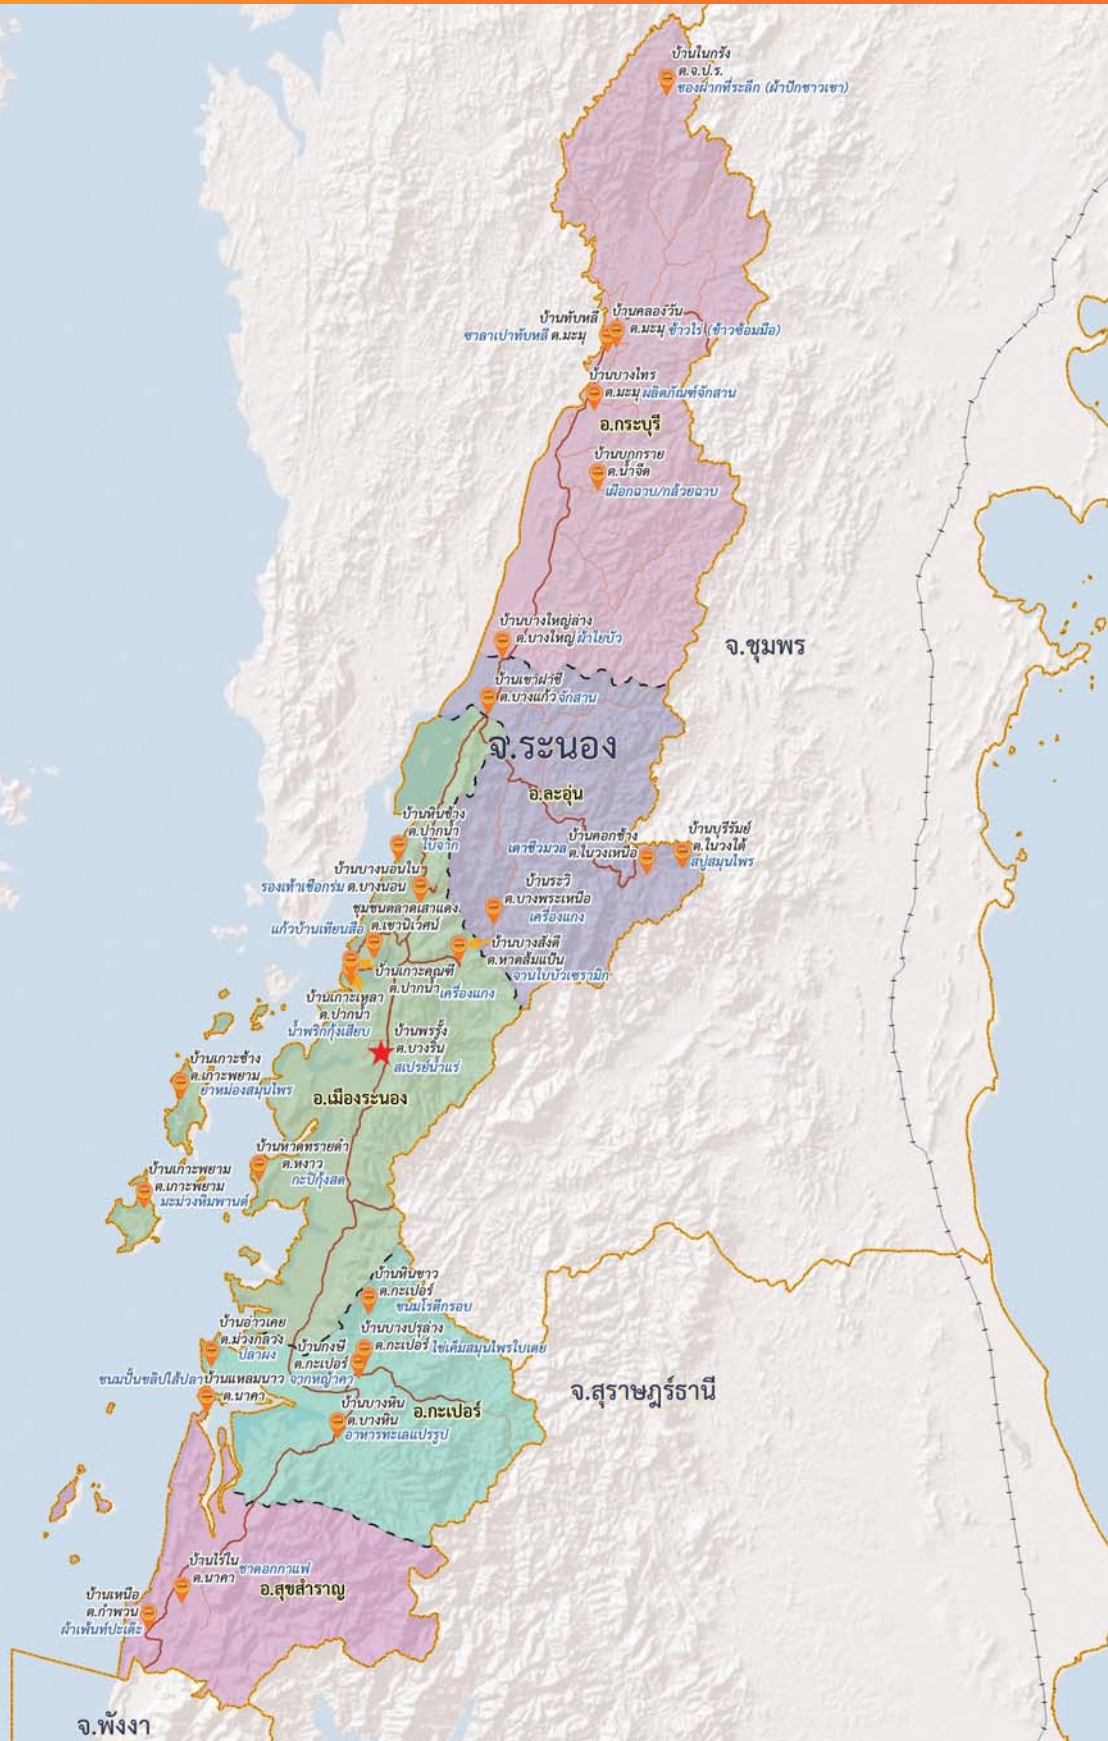 บ้านในกรัง
ต.จ.ป.ร.
ของฝากที่ระลึก (ผ้าปักชาวเขา)
บ้านทับหลี
ซาลาเปาทับหลี ต.มะมุ
บ้านคลองวัน
ต.มะมุ ข้าวไร่ (ข้าวซ้อมมือ)
บ้านบางไทร
ต.มะมุ ผลิตภัณฑ์จักสาน
อ.กระบุรี
บ้านบกกราย
ต.น้ำจืด
เผือกฉาบ/กล้วยฉาบ
บ้านบางใหญ่ล่าง
ต.บางใหญ่ ผ้าใยบัว
จ.ชุมพร
บ้านเขาฝาชี
ต.บางแก้ว จักสาน
จ.ระนอง
อ.ละอุ่น
บ้านหินช้าง
ต.ปากน้ำ
ใบจาก
บ้านคอกช้าง
เตาชีวมวล ต.ในวงเหนือ
บ้านบุรีรัมย์
ต.ในวงใต้
สบู่สมุนไพร
บ้านบางนอนใน
รองเท้าเชือกร่ม ต.บางนอน
บ้านระวิ
ต.บางพระเหนือ
เครื่องแกง
ชุมชนตลาดเสาแดง
แก้วบ้านเทียนสือ ต.เขานิเวศน์
บ้านบางสังตี
ต.หาดส้มแป้น
จานใบบัวเซรามิก
บ้านเกาะคณฑี
ต.ปากน้ำ เครื่องแกง
บ้านเกาะเหลา
ต.ปากน้ำ
น้ำพริกกุ้งเสียบ
บ้านพรรั้ง
ต.บางริ้น
สเปรย์น้ำแร่
บ้านเกาะช้าง
ต.เกาะพยาม
ยาหม่องสมุนไพร
อ.เมืองระนอง
บ้านหาดทรายดำ
ต.หงาว
กะปิกุ้งสด
บ้านเกาะพยาม
ต.เกาะพยาม
มะม่วงหิมพานต์
บ้านหินขาว
ต.กะเปอร์
ขนมโรตีกรอบ
บ้านอ่าวเคย
ต.ม่วงกลวง
ปลาผง
บ้านบางปรุล่าง
ต.กะเปอร์ ไข่เค็มสมุนไพรใบเตย
บ้านกงษี
ต.กะเปอร์
จากหญ้าคา
ขนมปั้นขลิบไส้ปลา บ้านแหลมนาว
ต.นาคา
จ.สุราษฎร์ธานี
บ้านบางหิน
ต.บางหิน
อาหารทะเลแปรรูป
อ.กะเปอร์
บ้านไร่ใน
ต.นาคา ชาดอกกาแฟ
อ.สุขสำราญ
บ้านเหนือ
ต.กำพวน
ผ้าเพ้นท์ปะเต๊ะ
จ.พังงา